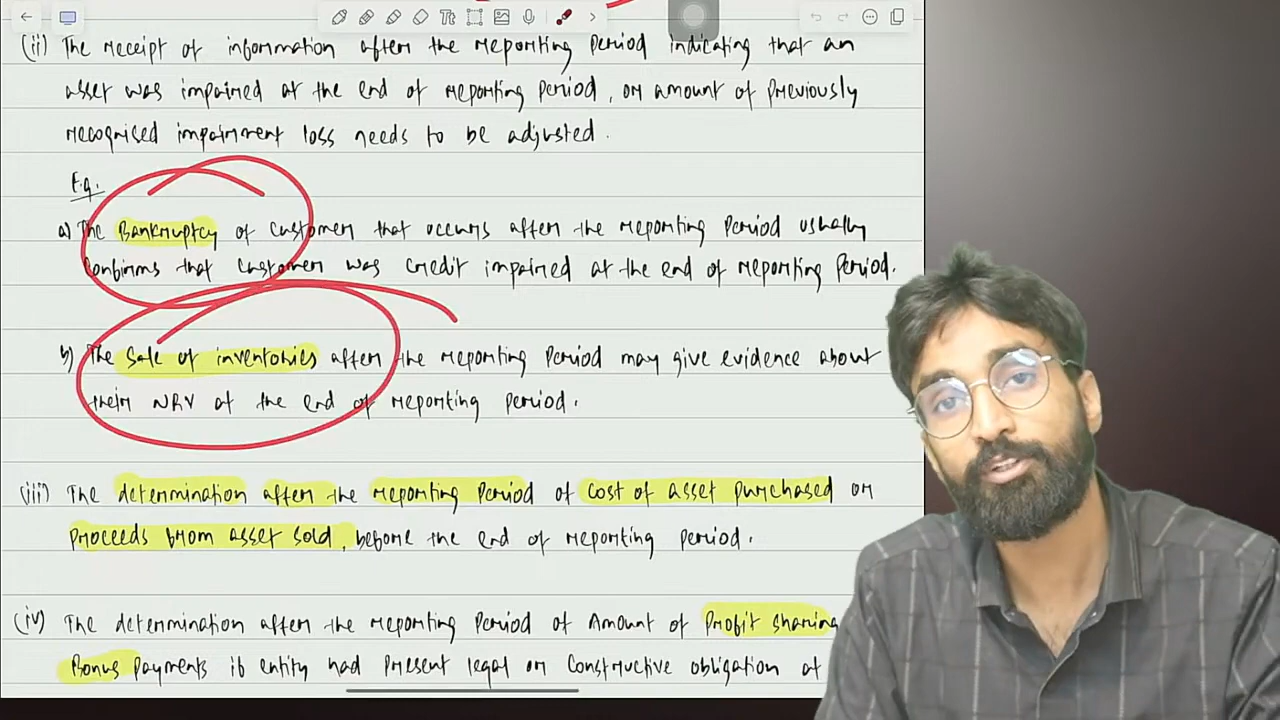 (ii) The receipt of information after the reporting period indicating that an
asset was impaired at the end of reporting period, or amount of previously
recognised impairment loss needs to be adjusted.
E.g.
a) The Bankruptcy of customer that occurs after the reporting period usually
confirms that customer was credit impaired at the end of reporting period.
b) The sale of inventories after the reporting period may give evidence about
their NRV at the end of reporting period.
(iii) The determination after the reporting period of cost of asset purchased or
proceeds from asset sold, before the end of reporting period.
(iv) The determination after the reporting period of Amount of Profit sharing
Bonus payments if entity had present legal or constructive obligation at